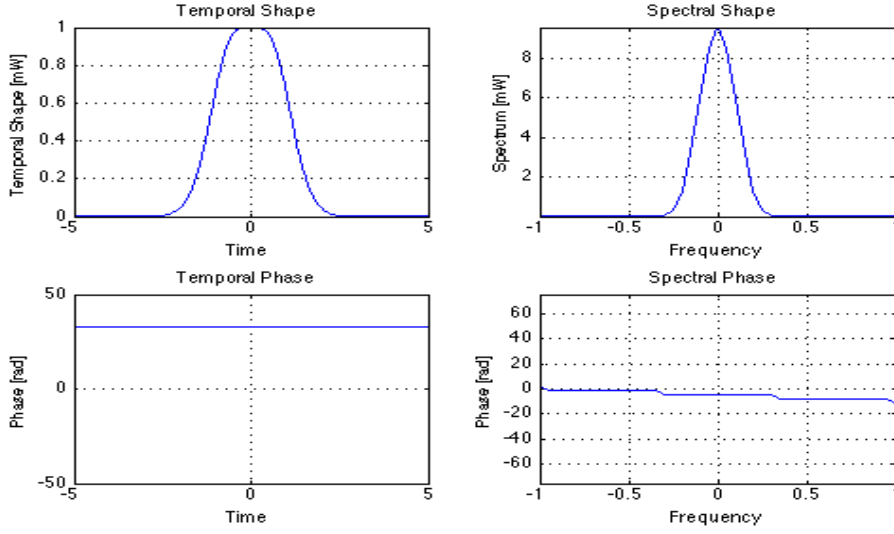 Temporal Shape
Temporal Shape [mW]
1
0.8
0.6
0.4
0.2
0
-5
0
5
Time
Spectral Shape
Spectrum [mW]
8
6
4
2
-1
-0.5
0
0.5
Frequency
Temporal Phase
Phase [rad]
50
0
-50
-5
0
5
Time
Spectral Phase
Phase [rad]
60
40
20
0
-20
-40
-60
-1
-0.5
0
0.5
Frequency